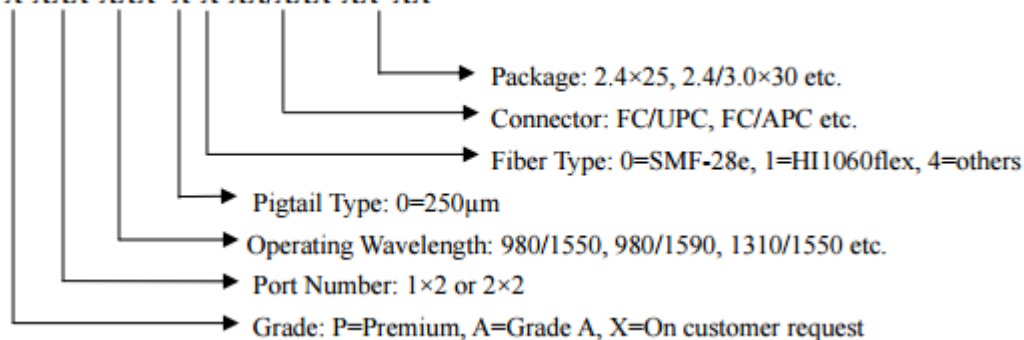 Package: 2.4×25, 2.4/3.0×30 etc.
Connector: FC/UPC, FC/APC etc.
Fiber Type: 0=SMF-28e, 1=HI1060flex, 4=others
Pigtail Type: 0=250μm
Operating Wavelength: 980/1550, 980/1590, 1310/1550 etc.
Port Number: 1×2 or 2×2
Grade: P=Premium, A=Grade A, X=On customer request